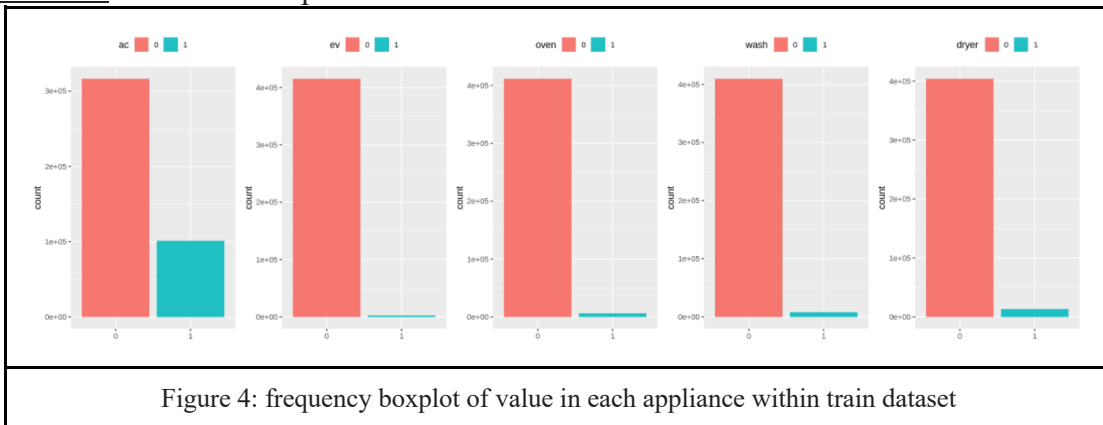 ac 0 1
ev 0 1
oven 0 1
wash 0 1
dryer 0 1
3e+05
2e+05
1e+05
0e+00
count
0 1
4e+05
3e+05
2e+05
1e+05
0e+00
count
0 1
4e+05
3e+05
2e+05
1e+05
0e+00
count
0 1
4e+05
3e+05
2e+05
1e+05
0e+00
count
0 1
4e+05
3e+05
2e+05
1e+05
0e+00
count
0 1
Figure 4: frequency boxplot of value in each appliance within train dataset